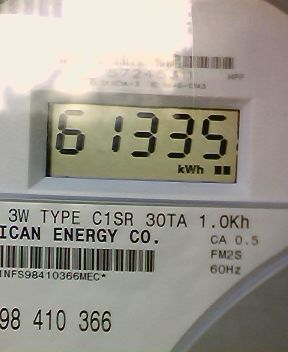 61335
kWh
3W TYPE C1SR 30TA 1.0Kh
ICAN ENERGY CO.
CA 0.5
FM2S
60Hz
INFS98410366MEC*
98 410 366